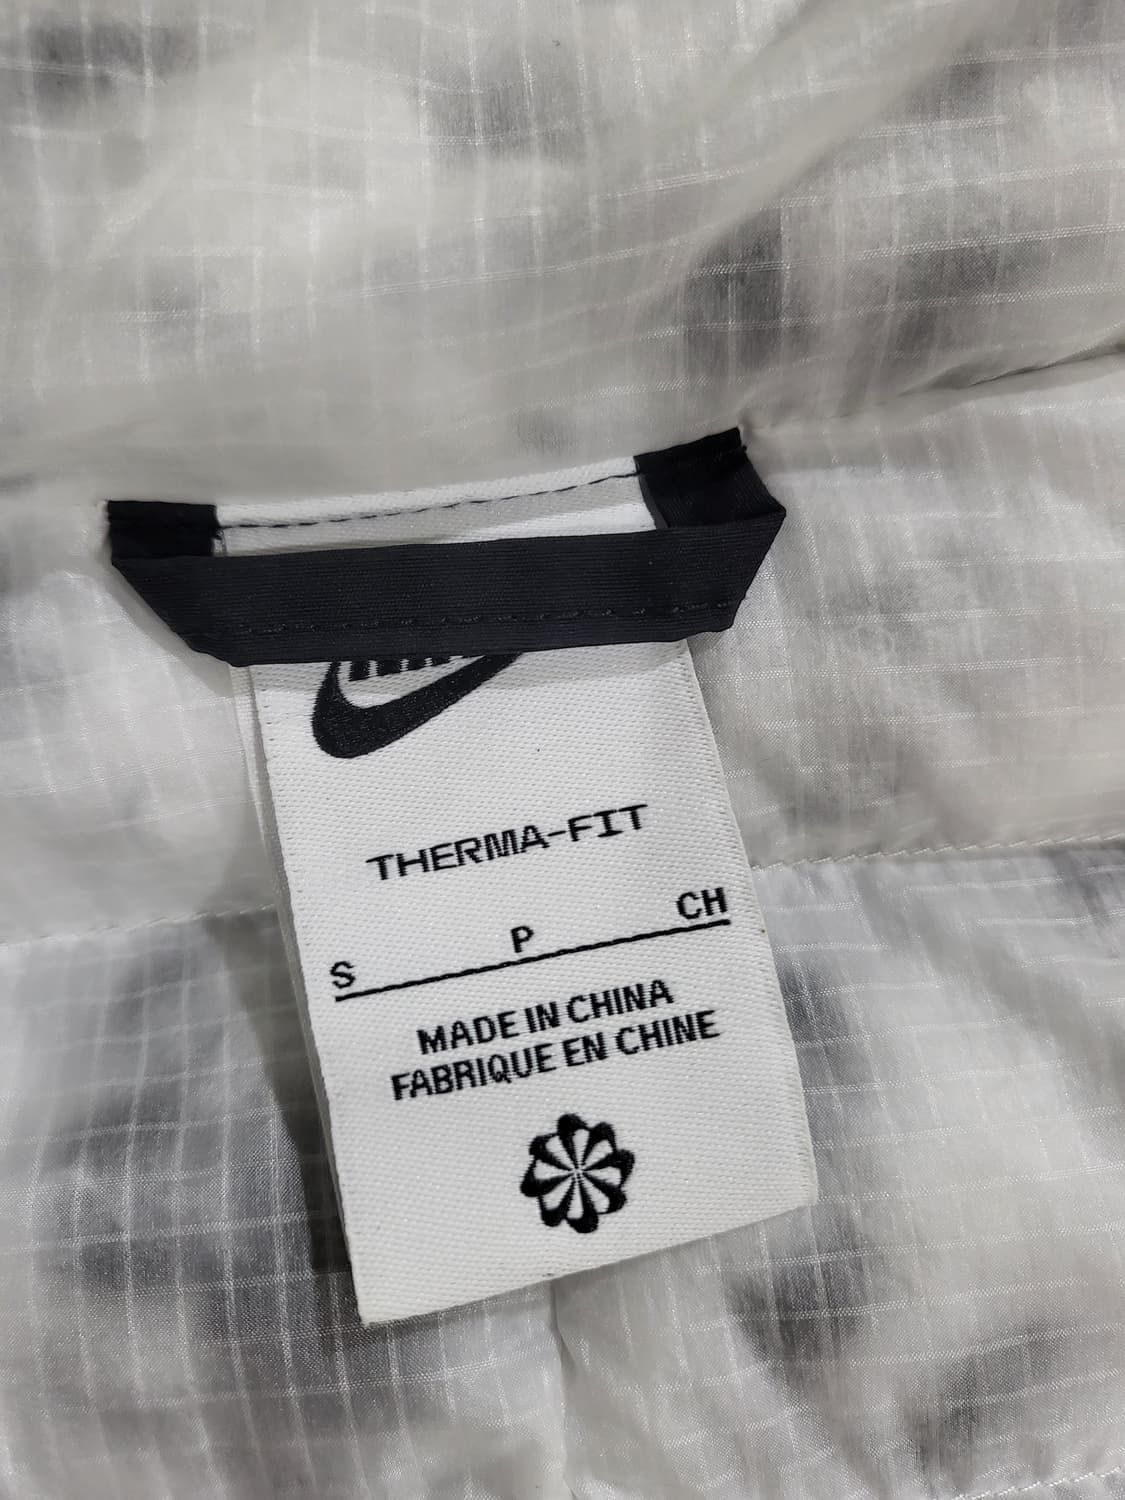 THERMA-FIT
S P CH
MADE IN CHINA
FABRIQUE EN CHINE